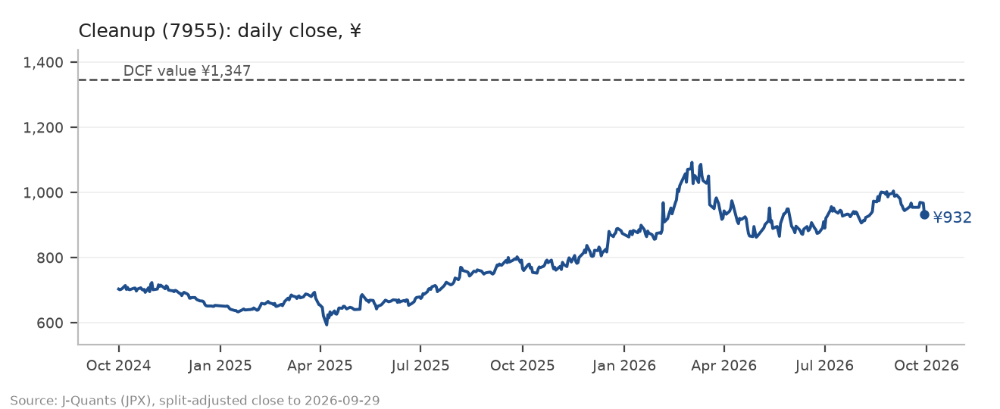 Cleanup (7955): daily close, ¥
1,400
DCF value ¥1,347
1,200
1,000
¥932
800
600
Oct 2024 Jan 2025 Apr 2025 Jul 2025 Oct 2025 Jan 2026 Apr 2026 Jul 2026 Oct 2026
Source: J-Quants (JPX), split-adjusted close to 2026-09-29